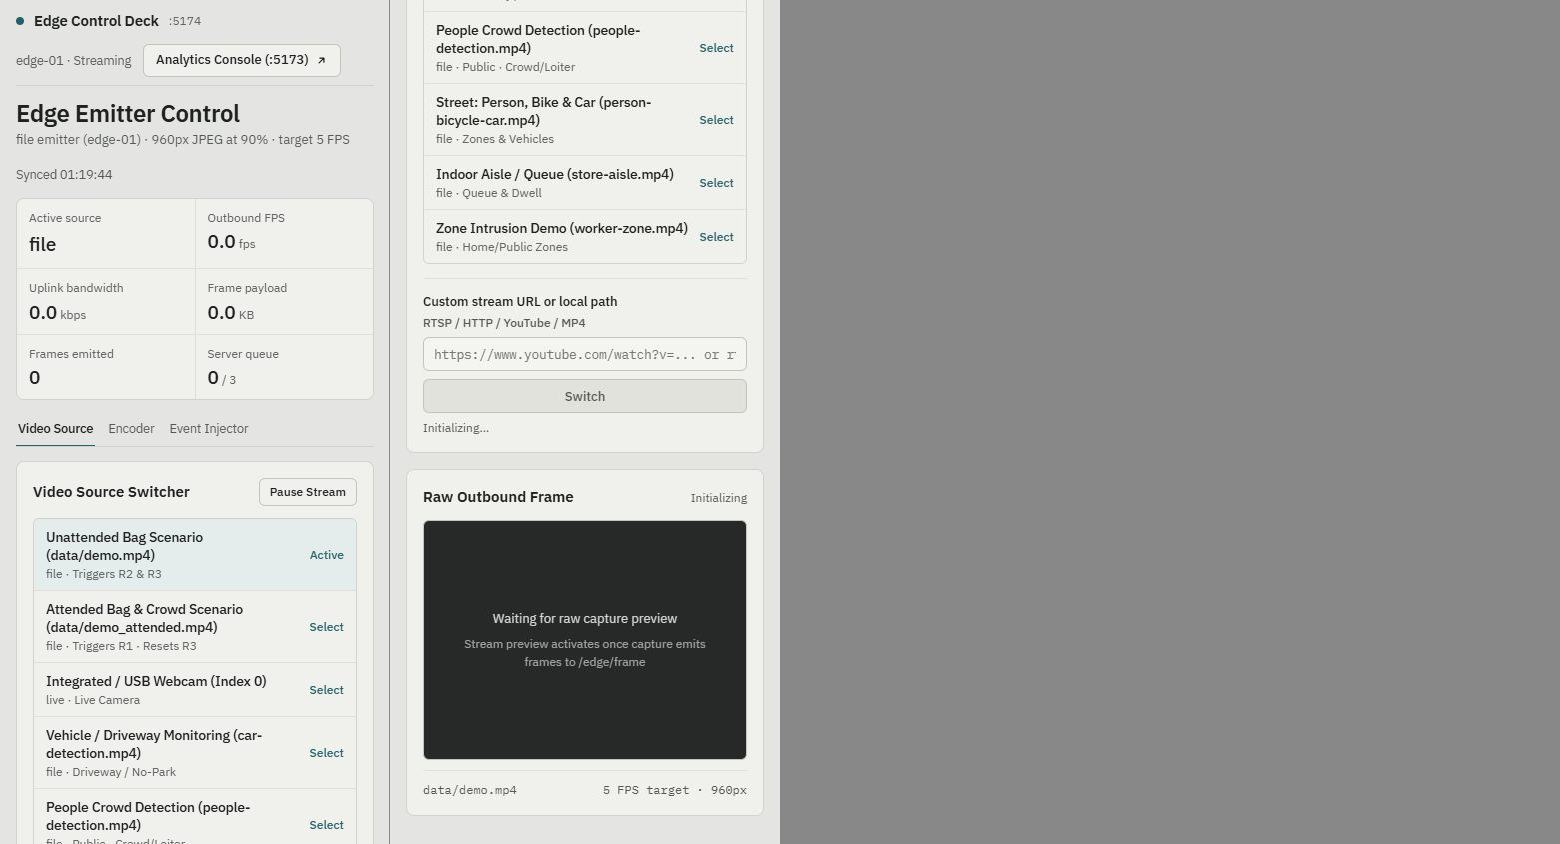 Edge Control Deck :5174
edge-01 · Streaming
Analytics Console (:5173) ↗
Edge Emitter Control
file emitter (edge-01) · 960px JPEG at 90% · target 5 FPS
Synced 01:19:44
Active source
file
Outbound FPS
0.0 fps
Uplink bandwidth
0.0 kbps
Frame payload
0.0 KB
Frames emitted
0
Server queue
0 / 3
Video Source
Encoder
Event Injector
Video Source Switcher
Pause Stream
Unattended Bag Scenario
(data/demo.mp4)
file · Triggers R2 & R3
Active
Attended Bag & Crowd Scenario
(data/demo_attended.mp4)
file · Triggers R1 · Resets R3
Select
Integrated / USB Webcam (Index 0)
live · Live Camera
Select
Vehicle / Driveway Monitoring (car-
detection.mp4)
file · Driveway / No-Park
Select
People Crowd Detection (people-
detection.mp4)
file · Public · Crowd/Loiter
Select
People Crowd Detection (people-
detection.mp4)
file · Public · Crowd/Loiter
Select
Street: Person, Bike & Car (person-
bicycle-car.mp4)
file · Zones & Vehicles
Select
Indoor Aisle / Queue (store-aisle.mp4)
file · Queue & Dwell
Select
Zone Intrusion Demo (worker-zone.mp4)
file · Home/Public Zones
Select
Custom stream URL or local path
RTSP / HTTP / YouTube / MP4
https://www.youtube.com/watch?v=... or r
Switch
Initializing...
Raw Outbound Frame
Initializing
Waiting for raw capture preview
Stream preview activates once capture emits
frames to /edge/frame
data/demo.mp4
5 FPS target · 960px